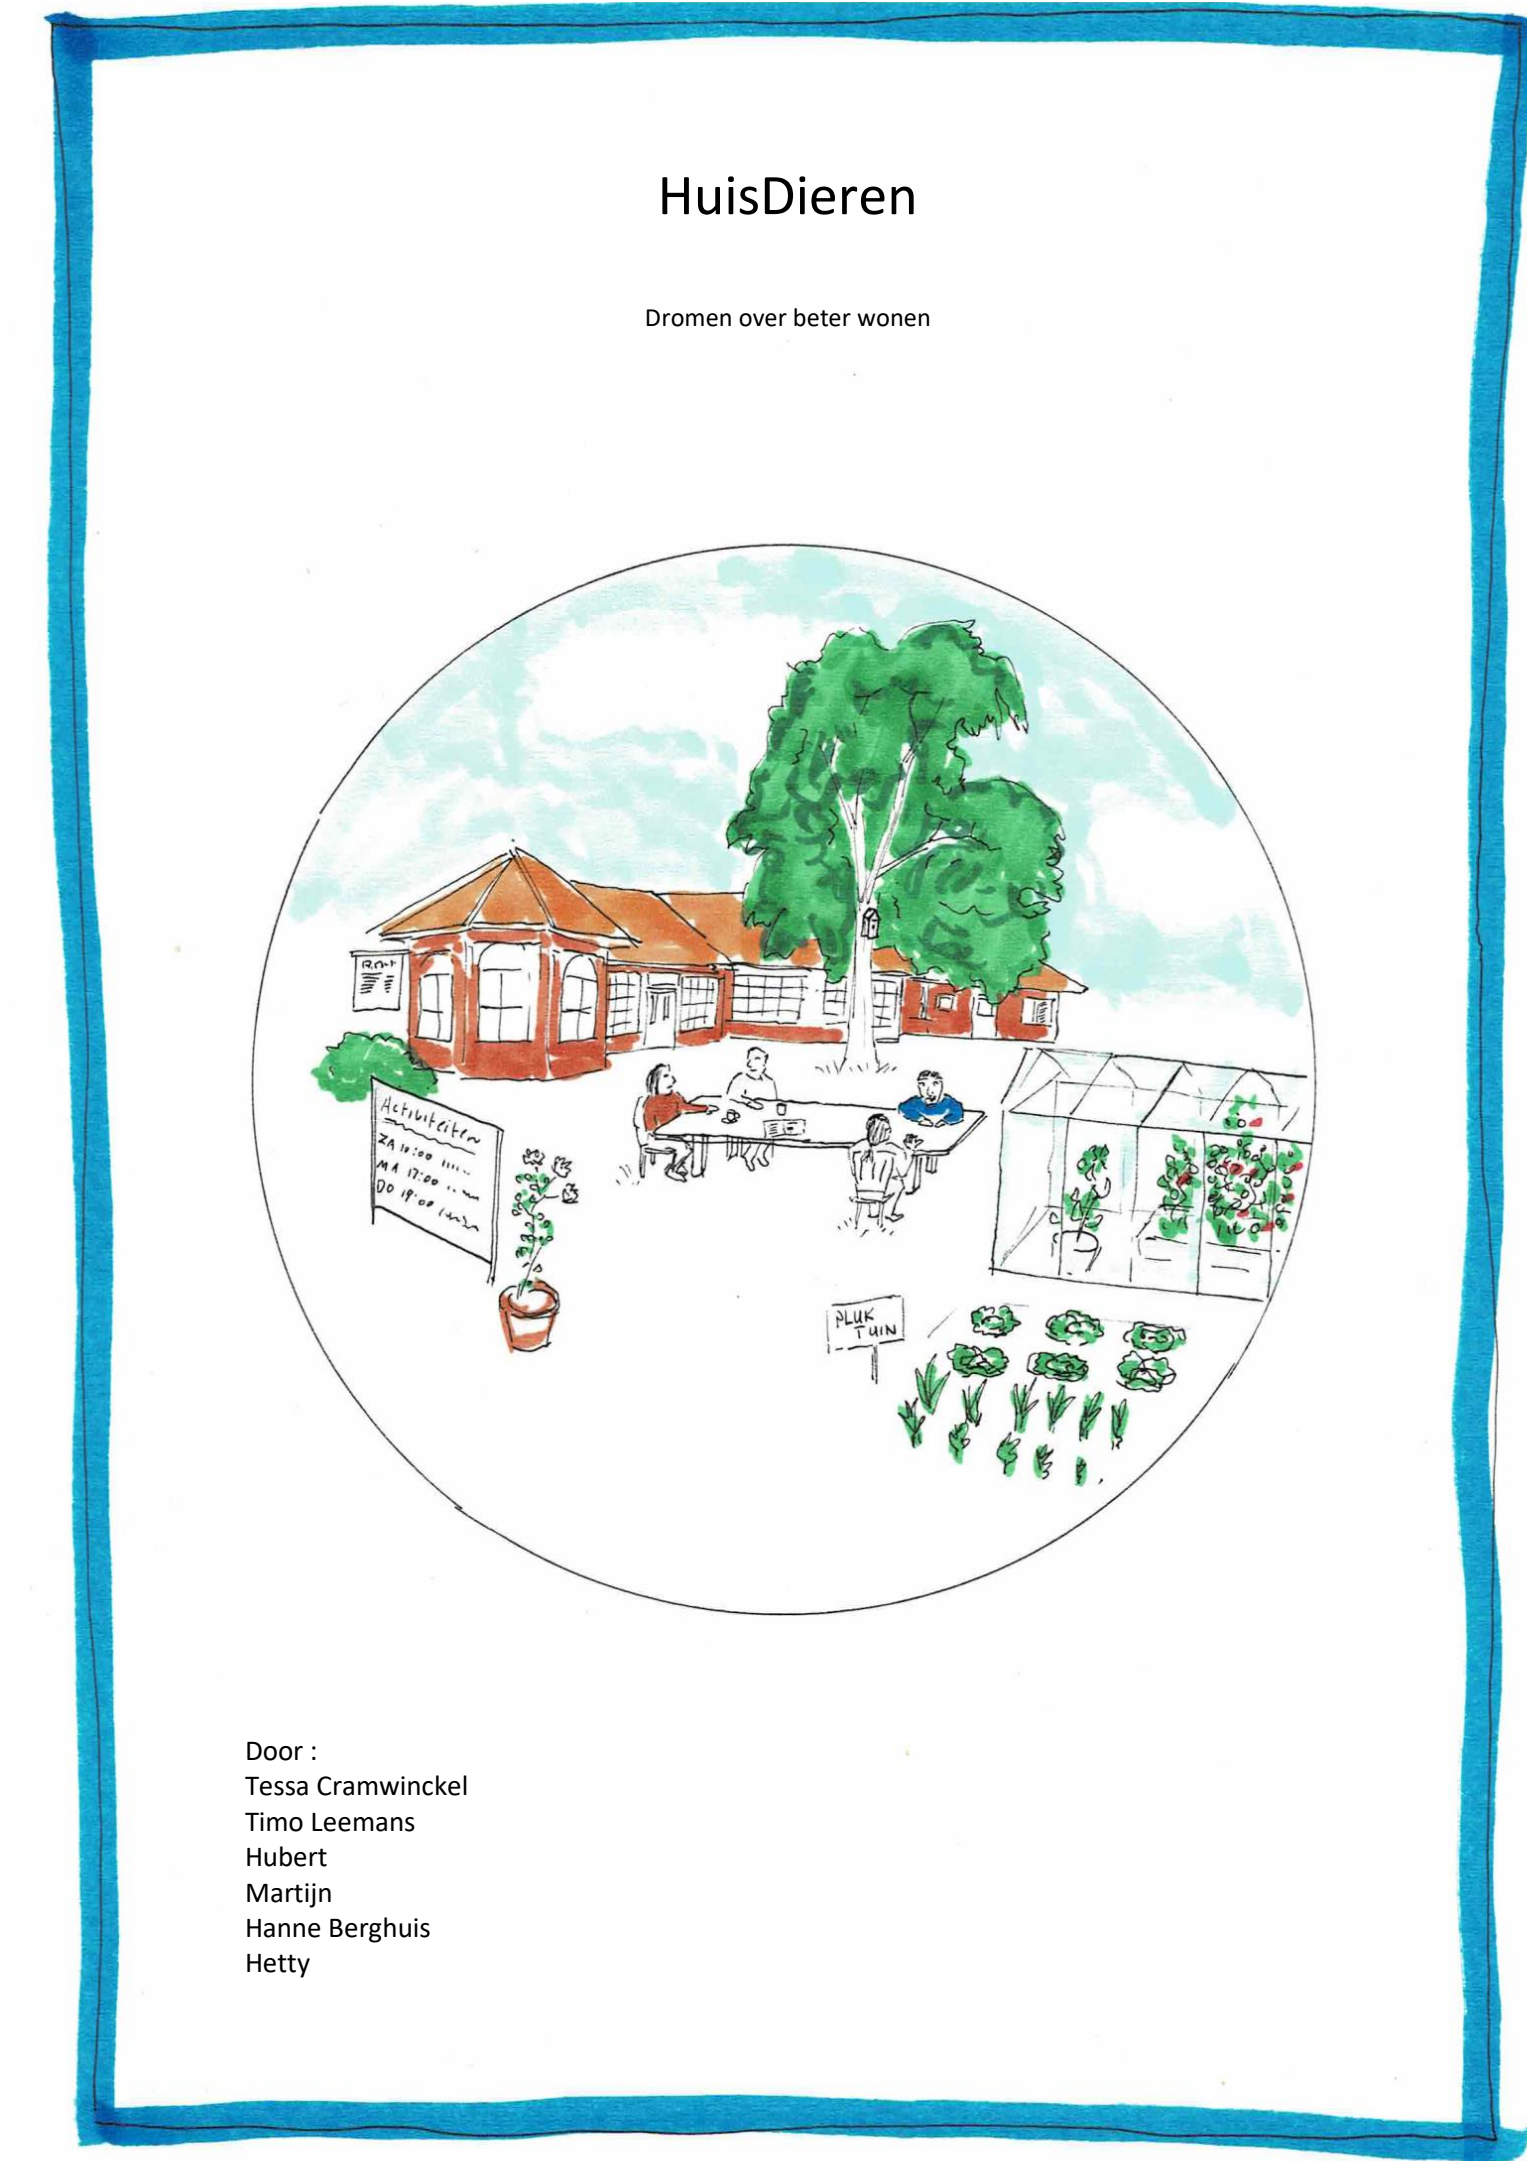 HuisDieren
Dromen over beter wonen
Activiteiten
ZA 10:00
MA 17:00
DO 19:00
PLUK
TUIN
Door :
Tessa Cramwinckel
Timo Leemans
Hubert
Martijn
Hanne Berghuis
Hetty